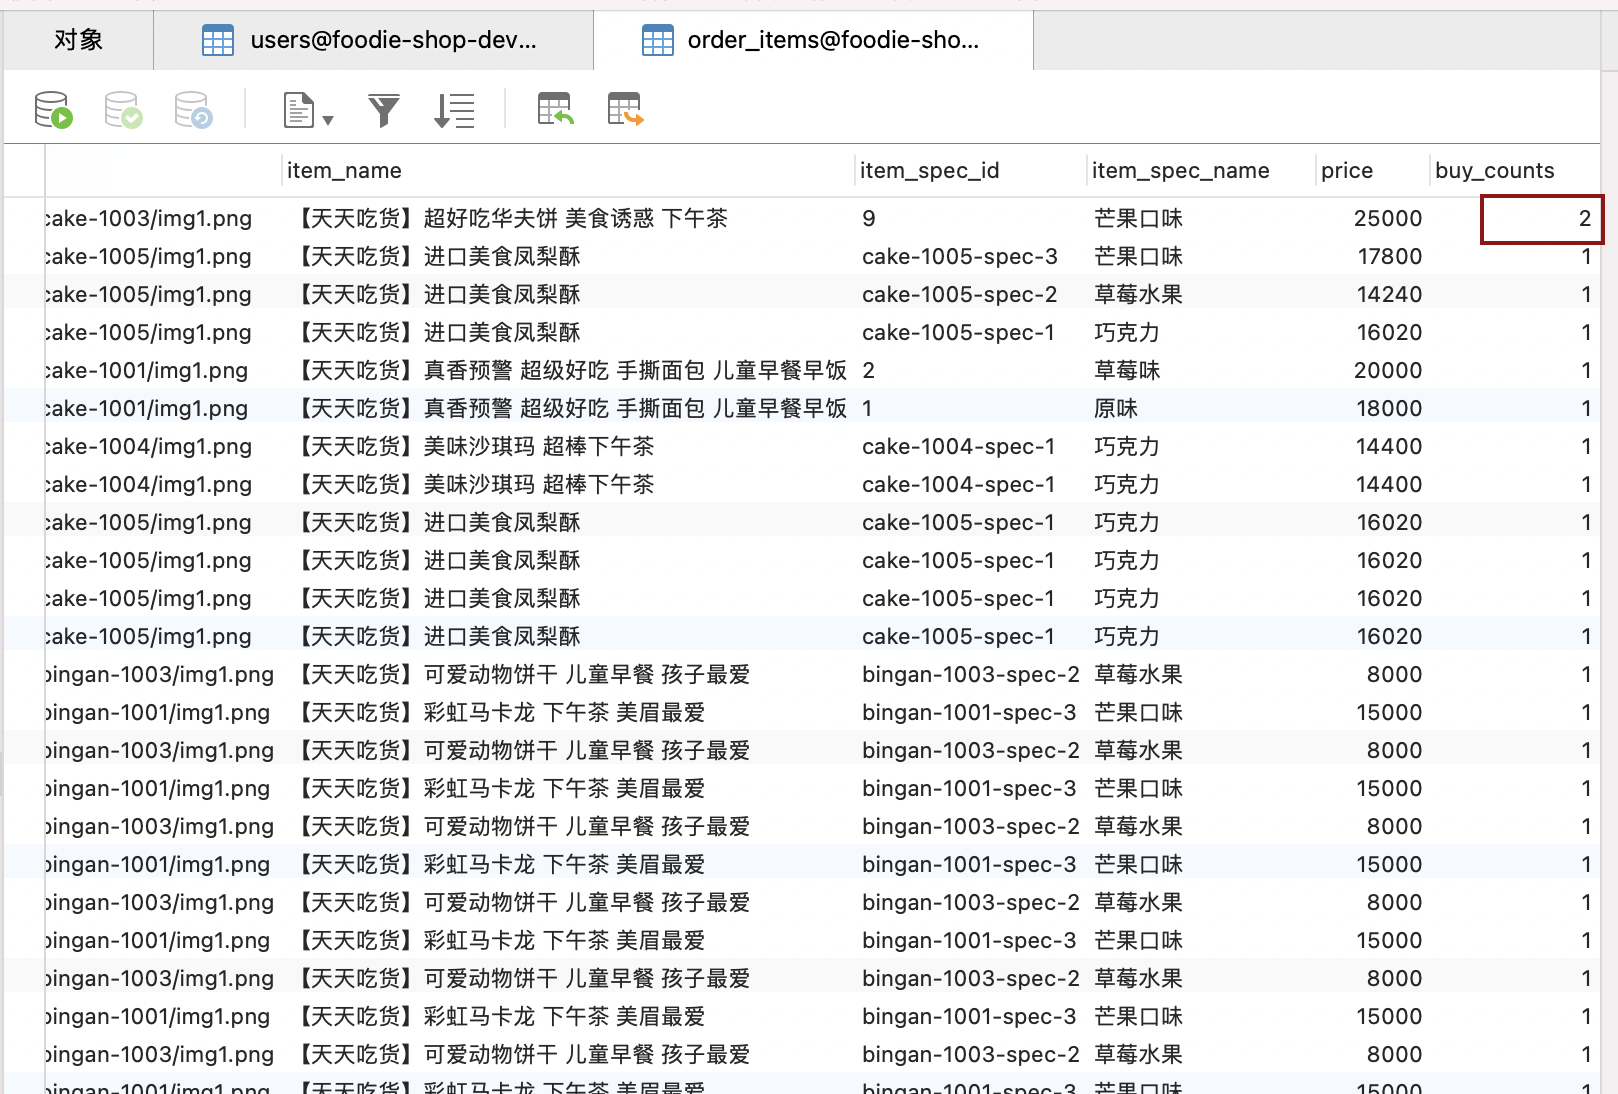 对象 users@foodie-shop-dev... order_items@foodie-sho...
item_name item_spec_id item_spec_name price buy_counts
cake-1003/img1.png 【天天吃货】超好吃华夫饼 美食诱惑 下午茶 9 芒果口味 25000 2
cake-1005/img1.png 【天天吃货】进口美食凤梨酥 cake-1005-spec-3 芒果口味 17800 1
cake-1005/img1.png 【天天吃货】进口美食凤梨酥 cake-1005-spec-2 草莓水果 14240 1
cake-1005/img1.png 【天天吃货】进口美食凤梨酥 cake-1005-spec-1 巧克力 16020 1
cake-1001/img1.png 【天天吃货】真香预警 超级好吃 手撕面包 儿童早餐早饭 2 草莓味 20000 1
cake-1001/img1.png 【天天吃货】真香预警 超级好吃 手撕面包 儿童早餐早饭 1 原味 18000 1
cake-1004/img1.png 【天天吃货】美味沙琪玛 超棒下午茶 cake-1004-spec-1 巧克力 14400 1
cake-1004/img1.png 【天天吃货】美味沙琪玛 超棒下午茶 cake-1004-spec-1 巧克力 14400 1
cake-1005/img1.png 【天天吃货】进口美食凤梨酥 cake-1005-spec-1 巧克力 16020 1
cake-1005/img1.png 【天天吃货】进口美食凤梨酥 cake-1005-spec-1 巧克力 16020 1
cake-1005/img1.png 【天天吃货】进口美食凤梨酥 cake-1005-spec-1 巧克力 16020 1
cake-1005/img1.png 【天天吃货】进口美食凤梨酥 cake-1005-spec-1 巧克力 16020 1
bingan-1003/img1.png 【天天吃货】可爱动物饼干 儿童早餐 孩子最爱 bingan-1003-spec-2 草莓水果 8000 1
bingan-1001/img1.png 【天天吃货】彩虹马卡龙 下午茶 美眉最爱 bingan-1001-spec-3 芒果口味 15000 1
bingan-1003/img1.png 【天天吃货】可爱动物饼干 儿童早餐 孩子最爱 bingan-1003-spec-2 草莓水果 8000 1
bingan-1001/img1.png 【天天吃货】彩虹马卡龙 下午茶 美眉最爱 bingan-1001-spec-3 芒果口味 15000 1
bingan-1003/img1.png 【天天吃货】可爱动物饼干 儿童早餐 孩子最爱 bingan-1003-spec-2 草莓水果 8000 1
bingan-1001/img1.png 【天天吃货】彩虹马卡龙 下午茶 美眉最爱 bingan-1001-spec-3 芒果口味 15000 1
bingan-1003/img1.png 【天天吃货】可爱动物饼干 儿童早餐 孩子最爱 bingan-1003-spec-2 草莓水果 8000 1
bingan-1001/img1.png 【天天吃货】彩虹马卡龙 下午茶 美眉最爱 bingan-1001-spec-3 芒果口味 15000 1
bingan-1003/img1.png 【天天吃货】可爱动物饼干 儿童早餐 孩子最爱 bingan-1003-spec-2 草莓水果 8000 1
bingan-1001/img1.png 【天天吃货】彩虹马卡龙 下午茶 美眉最爱 bingan-1001-spec-3 芒果口味 15000 1
bingan-1003/img1.png 【天天吃货】可爱动物饼干 儿童早餐 孩子最爱 bingan-1003-spec-2 草莓水果 8000 1
bingan-1001/img1.png 【天天吃货】彩虹马卡龙 下午茶 美眉最爱 bingan-1001-spec-3 芒果口味 15000 1